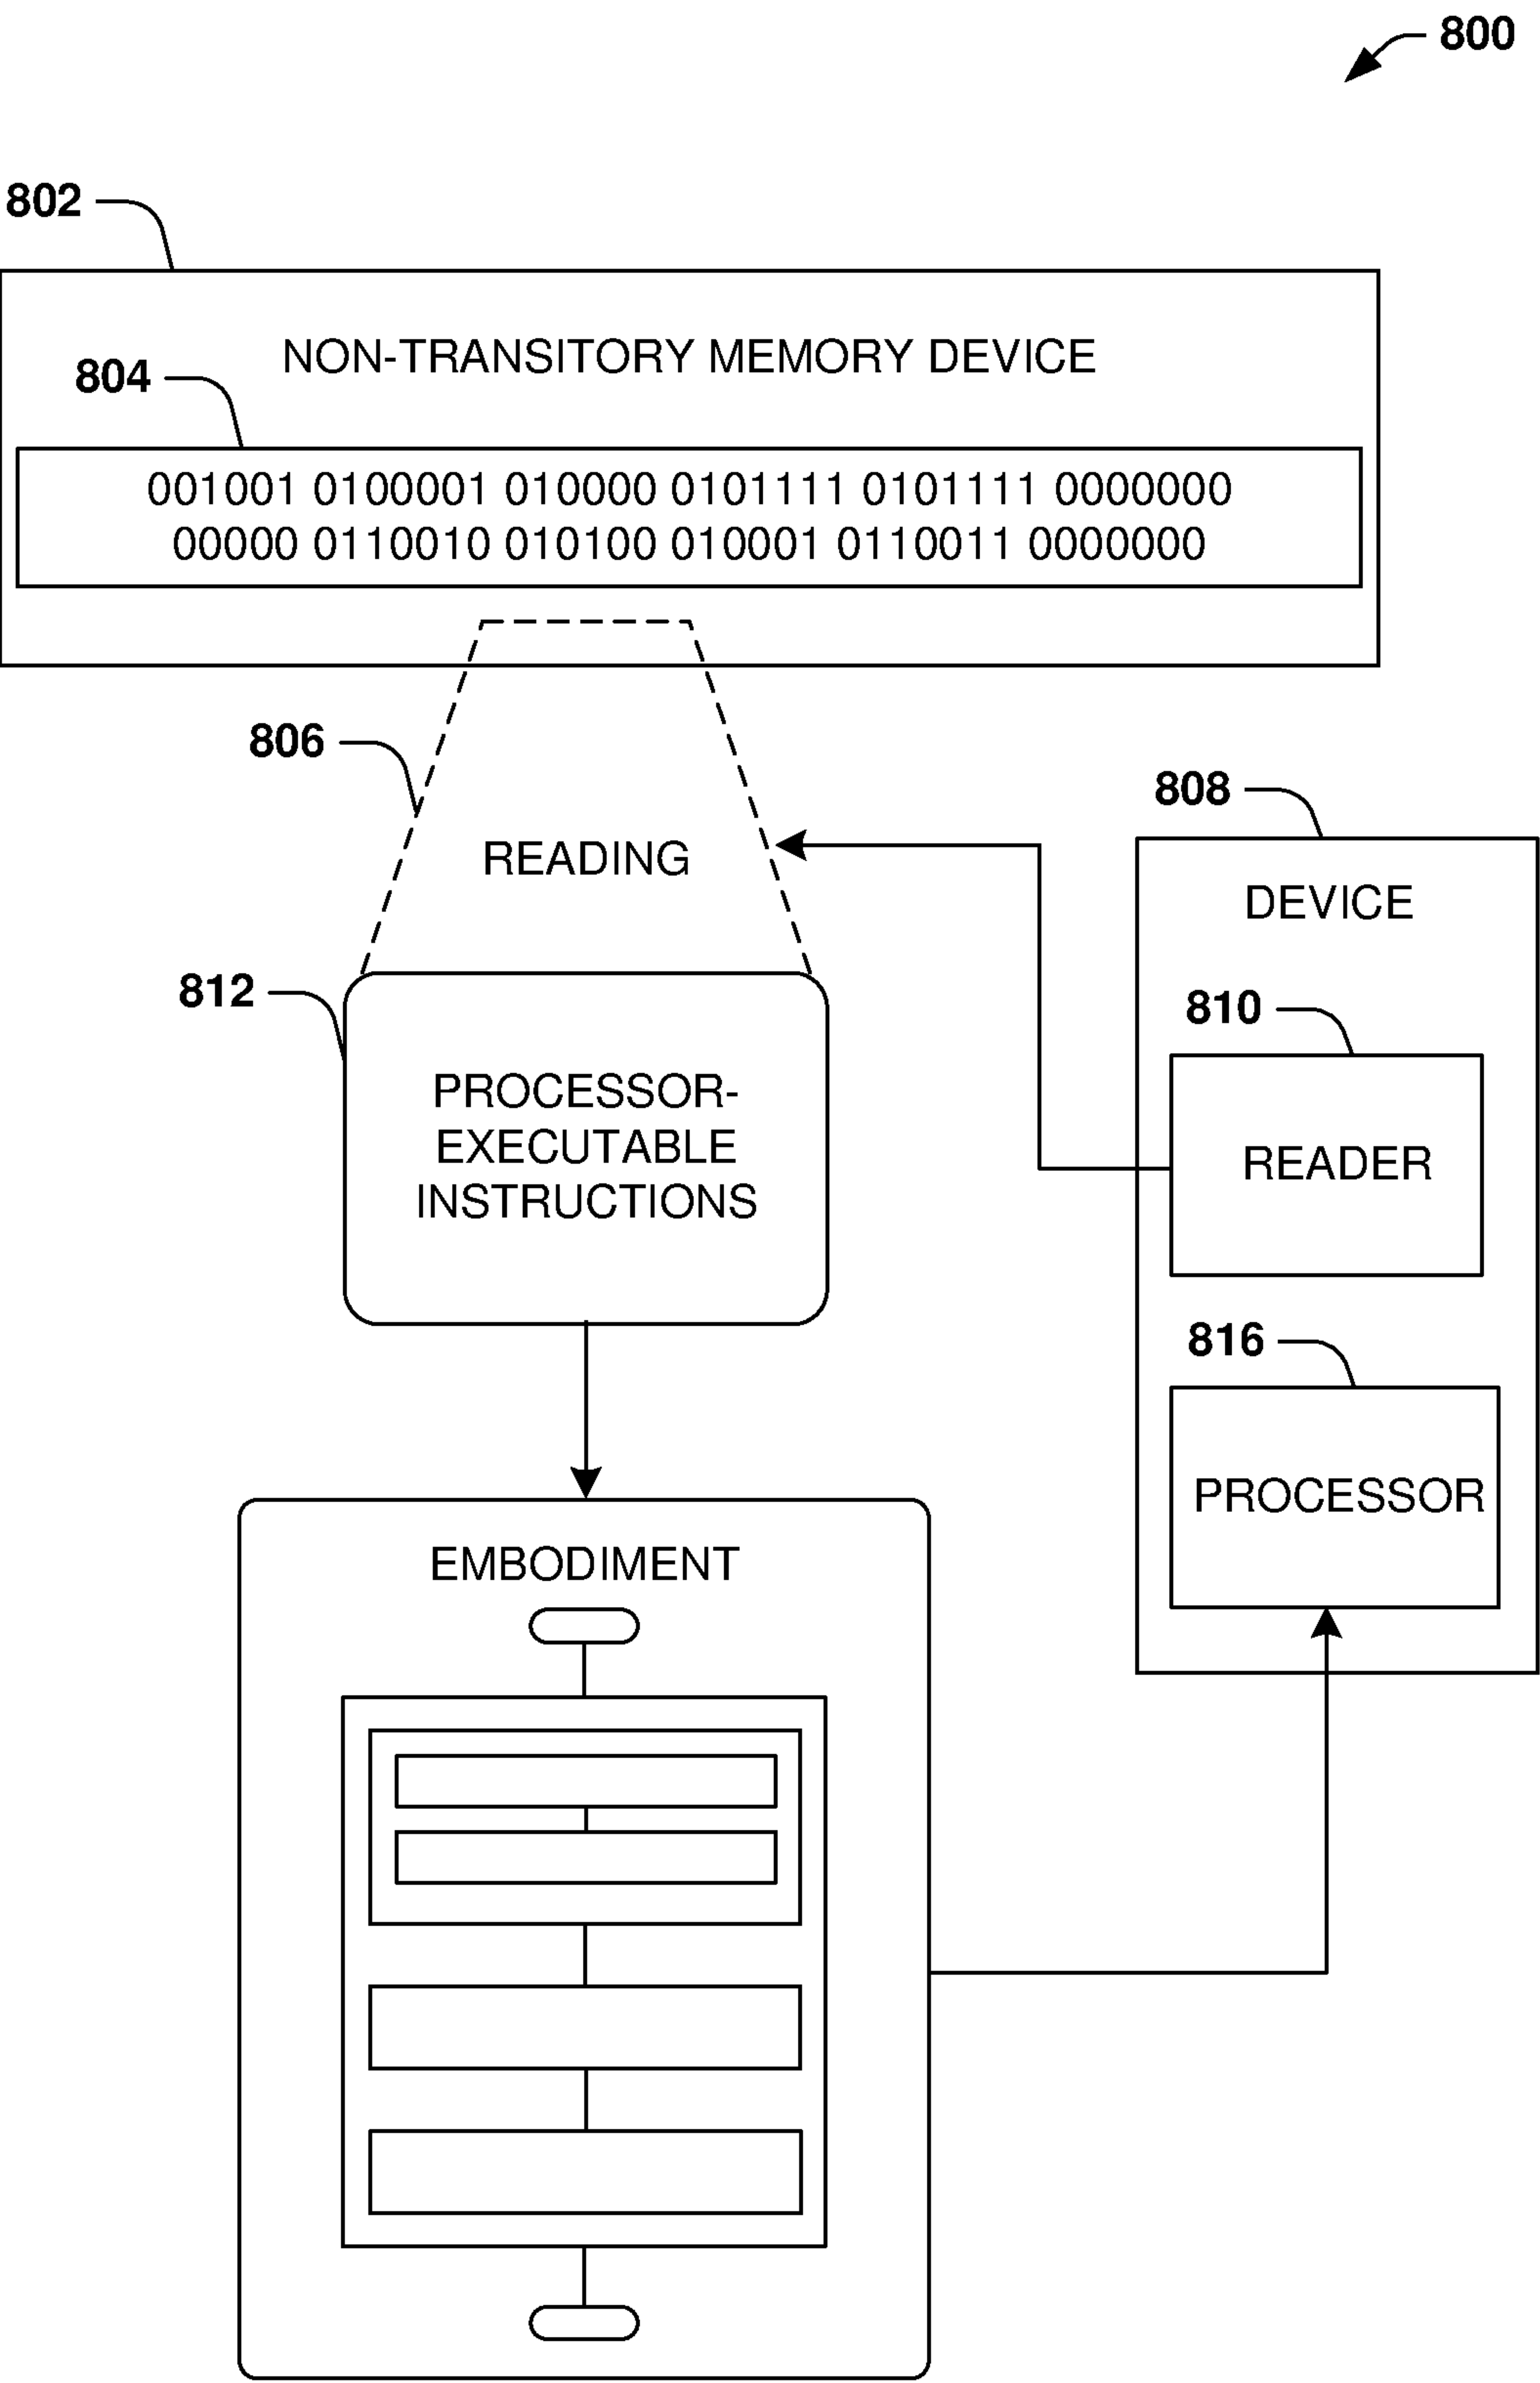 800
802
NON-TRANSITORY MEMORY DEVICE
804
001001 0100001 010000 0101111 0101111 0000000
00000 0110010 010100 010001 0110011 0000000
806
READING
808
DEVICE
812
810
PROCESSOR-
EXECUTABLE
INSTRUCTIONS
READER
816
PROCESSOR
EMBODIMENT